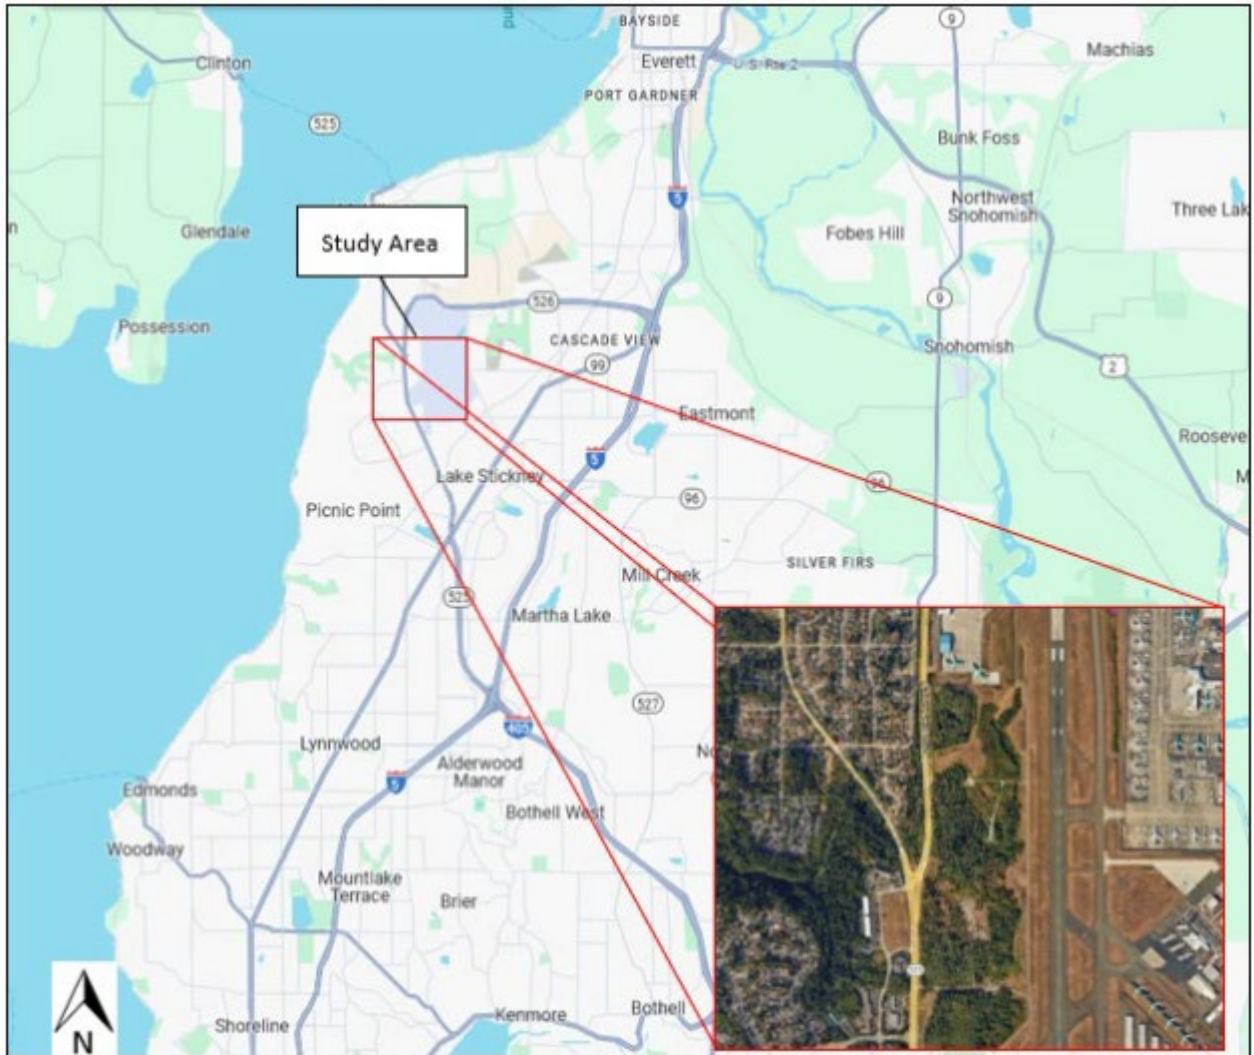 BAYSIDE
9
Machias
Clinton
Everett
U.S. Rte 2
PORT GARDNER
525
Bunk Foss
5
Northwest
Snohomish
Three Lak
Glendale
Fobes Hill
Study Area
9
526
Possession
CASCADE VIEW
Snohomish
99
2
Eastmont
Rooseve
5
Lake Stickney
96
96
Picnic Point
SILVER FIRS
Mill Creek
525
Martha Lake
527
Lynnwood
405
Alderwood
Manor
5
Edmonds
Bothell West
Woodway
Mountlake
Terrace
Brier
Bothell
Kenmore
Shoreline
N